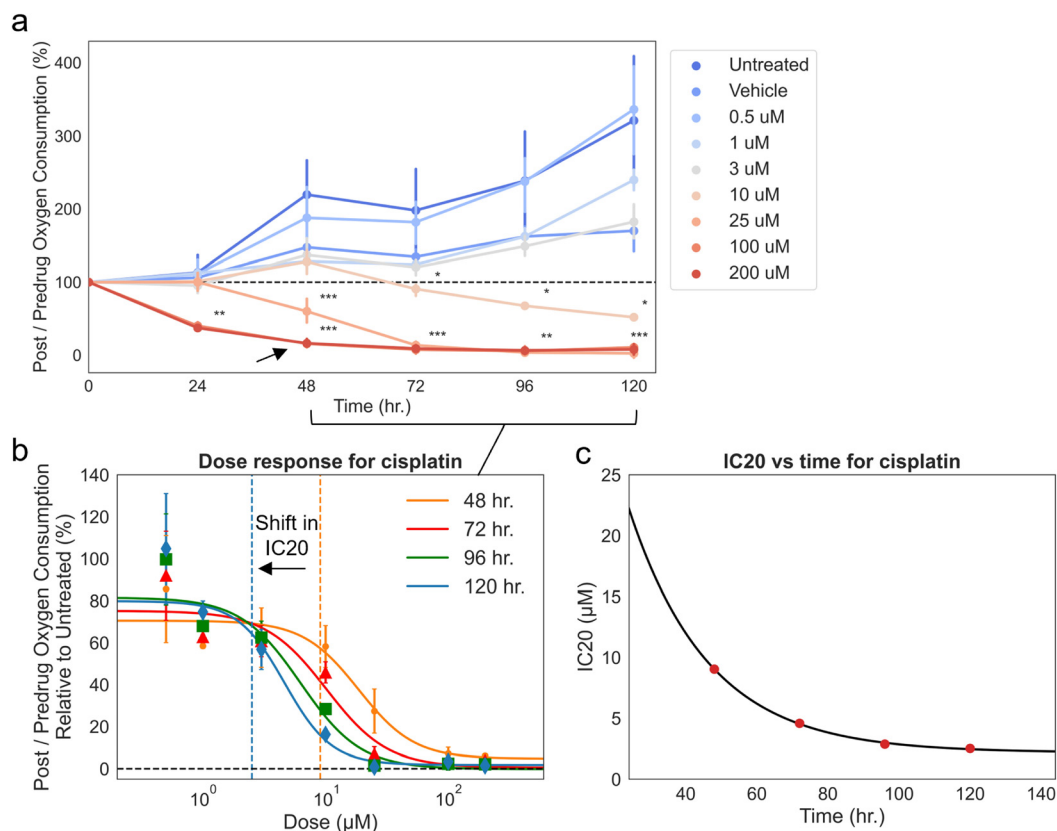 a
Post / Predrug Oxygen Consumption (%)
400
300
200
100
0
*
*
*
***
**
***
***
**
***
0 24 48 72 96 120
Time (hr.)
Untreated
Vehicle
0.5 uM
1 uM
3 uM
10 uM
25 uM
100 uM
200 uM
b
Dose response for cisplatin
Post / Predrug Oxygen Consumption
Relative to Untreated (%)
140
120
100
80
60
40
20
0
Shift in
IC20
48 hr.
72 hr.
96 hr.
120 hr.
10⁰ 10¹ 10²
Dose (µM)
c
IC20 vs time for cisplatin
IC20 (µM)
25
20
15
10
5
0
40 60 80 100 120 140
Time (hr.)